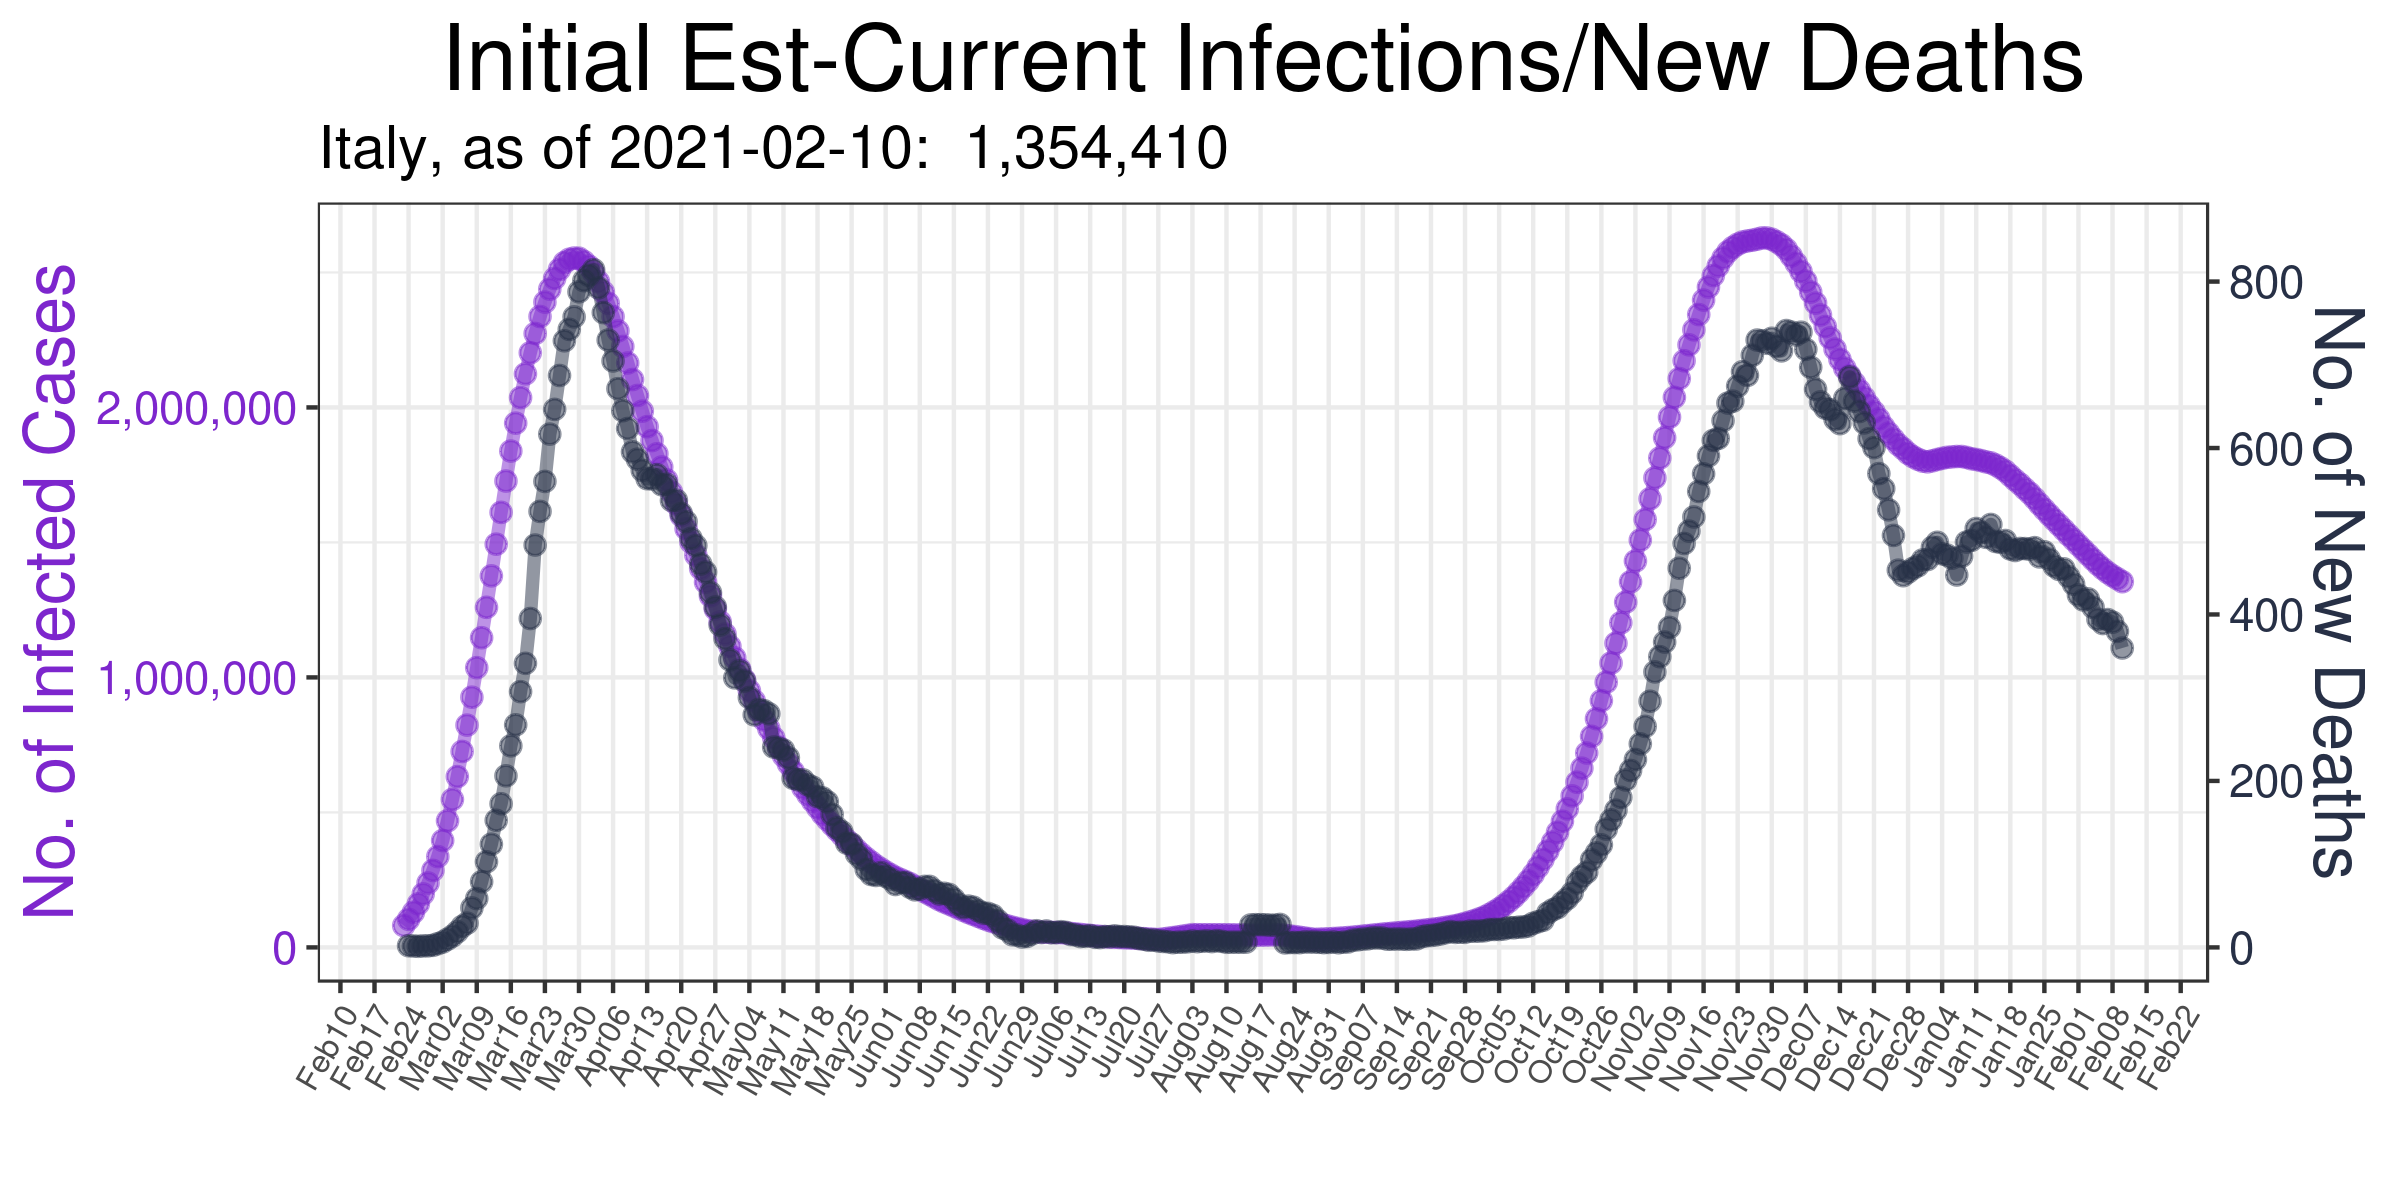 Initial Est-Current Infections/New Deaths
Italy, as of 2021-02-10:  1,354,410
No. of Infected Cases
2,000,000
1,000,000
0
800
600
400
200
0
No. of New Deaths
Feb10
Feb17
Feb24
Mar02
Mar09
Mar16
Mar23
Mar30
Apr06
Apr13
Apr20
Apr27
May04
May11
May18
May25
Jun01
Jun08
Jun15
Jun22
Jun29
Jul06
Jul13
Jul20
Jul27
Aug03
Aug10
Aug17
Aug24
Aug31
Sep07
Sep14
Sep21
Sep28
Oct05
Oct12
Oct19
Oct26
Nov02
Nov09
Nov16
Nov23
Nov30
Dec07
Dec14
Dec21
Dec28
Jan04
Jan11
Jan18
Jan25
Feb01
Feb08
Feb15
Feb22